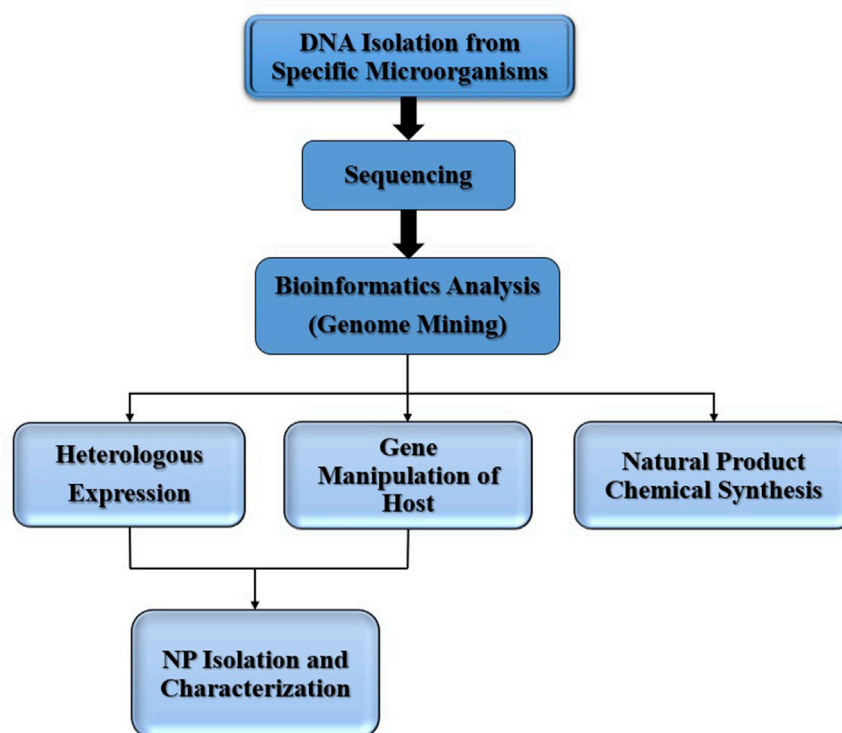 DNA Isolation from
Specific Microorganisms
Sequencing
Bioinformatics Analysis
(Genome Mining)
Heterologous
Expression
Gene
Manipulation of
Host
Natural Product
Chemical Synthesis
NP Isolation and
Characterization